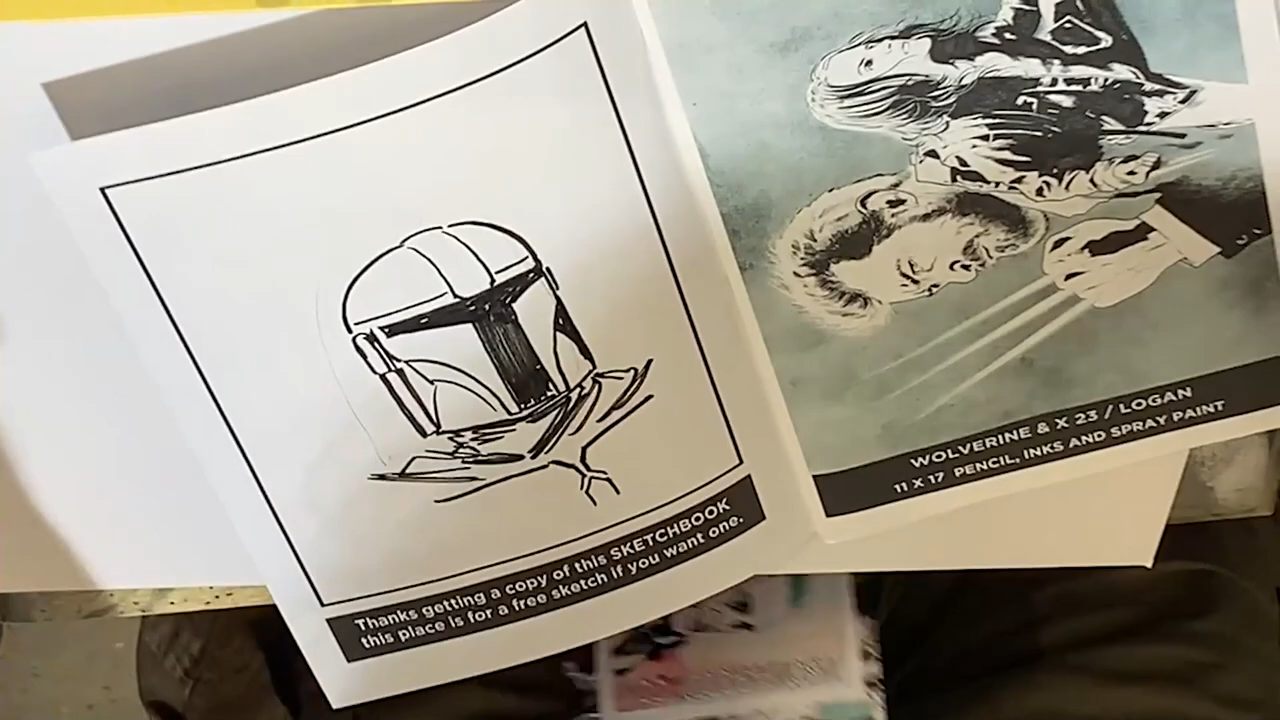 Thanks getting a copy of this SKETCHBOOK
this place is for a free sketch if you want one.
WOLVERINE & X 23 / LOGAN
11 X 17 PENCIL, INKS AND SPRAY PAINT